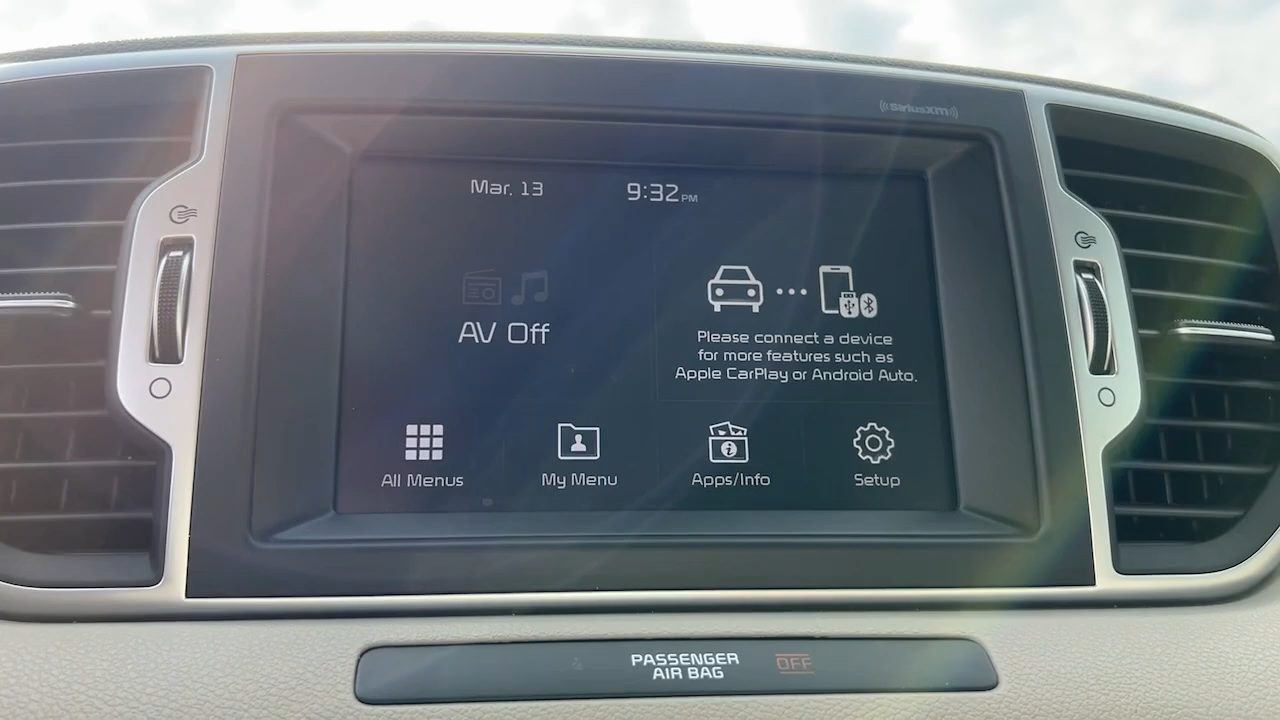 SiriusXM
Mar. 13 9:32 PM
AV Off
Please connect a device
for more features such as
Apple CarPlay or Android Auto.
All Menus My Menu Apps/Info Setup
PASSENGER
AIR BAG OFF